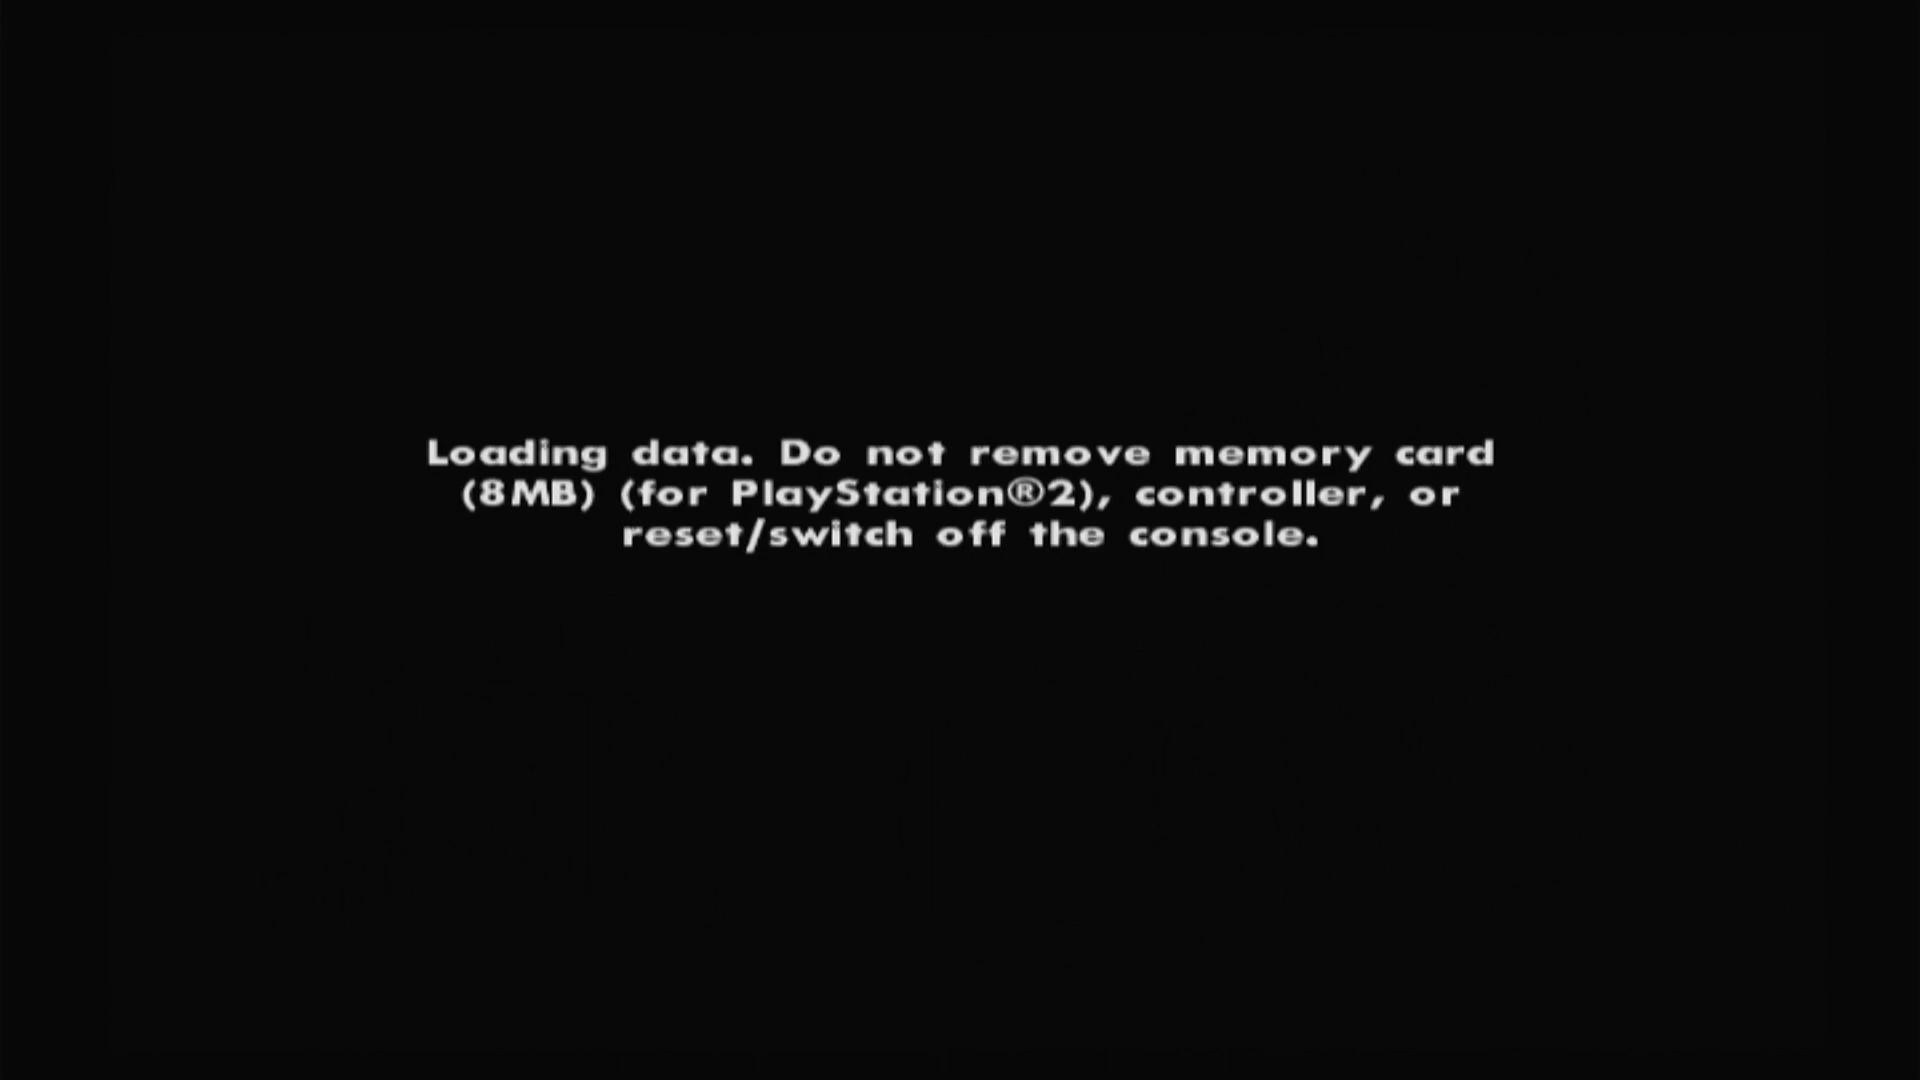 Loading data. Do not remove memory card
(8MB) (for PlayStation®2), controller, or
reset/switch off the console.